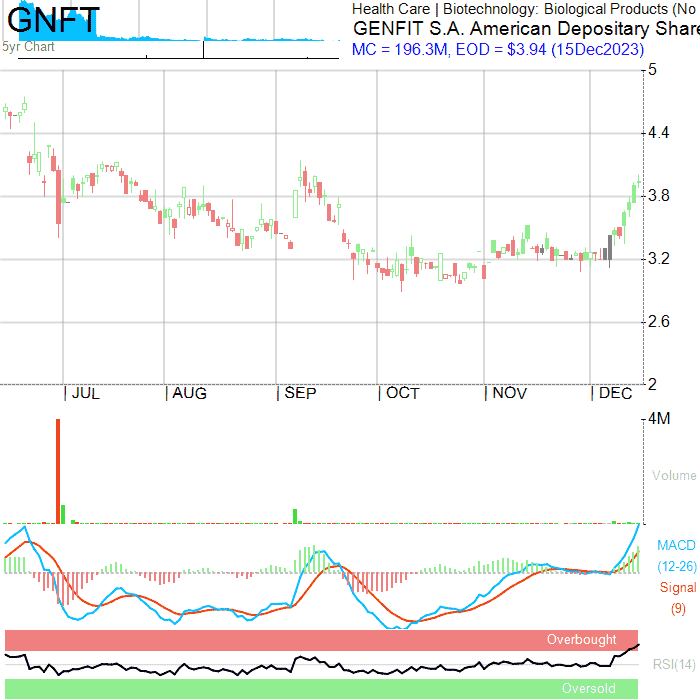 GNFT
5yr Chart
Health Care | Biotechnology: Biological Products (No
GENFIT S.A. American Depositary Share
MC = 196.3M, EOD = $3.94 (15Dec2023)
5
4.4
3.8
3.2
2.6
2
| JUL | AUG | SEP | OCT | NOV | DEC
4M
Volume
MACD
(12-26)
Signal
(9)
Overbought
RSI(14)
Oversold